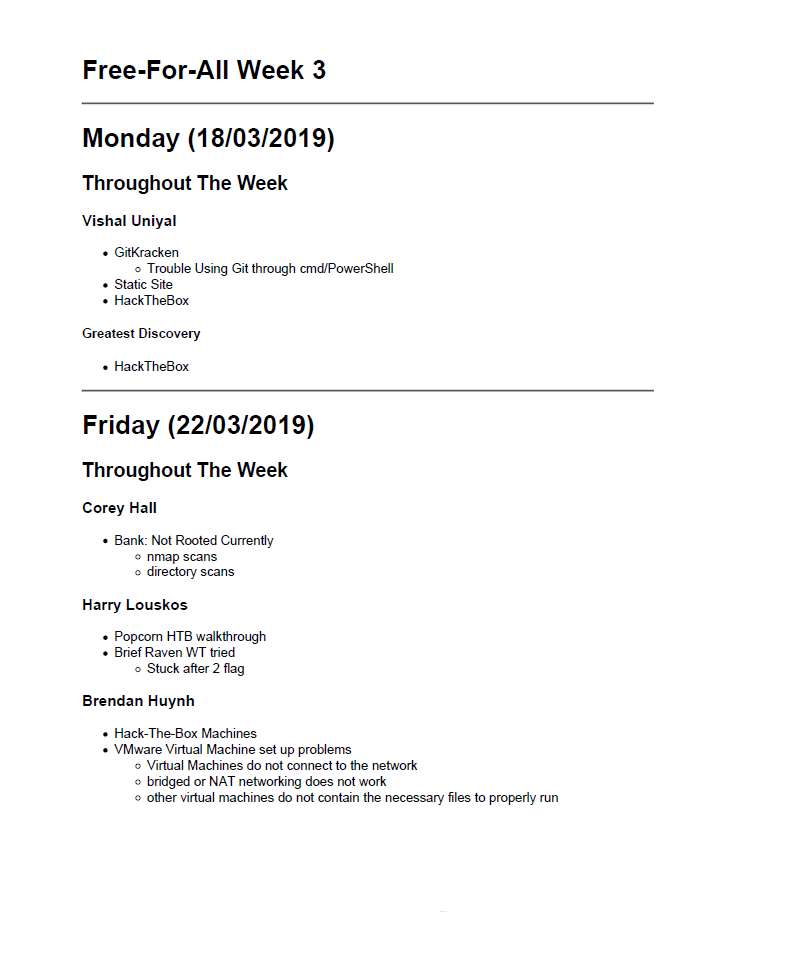 Free-For-All Week 3
Monday (18/03/2019)
Throughout The Week
Vishal Uniyal
• GitKracken
◦ Trouble Using Git through cmd/PowerShell
• Static Site
• HackTheBox
Greatest Discovery
• HackTheBox
Friday (22/03/2019)
Throughout The Week
Corey Hall
• Bank: Not Rooted Currently
◦ nmap scans
◦ directory scans
Harry Louskos
• Popcorn HTB walkthrough
• Brief Raven WT tried
◦ Stuck after 2 flag
Brendan Huynh
• Hack-The-Box Machines
• VMware Virtual Machine set up problems
◦ Virtual Machines do not connect to the network
◦ bridged or NAT networking does not work
◦ other virtual machines do not contain the necessary files to properly run